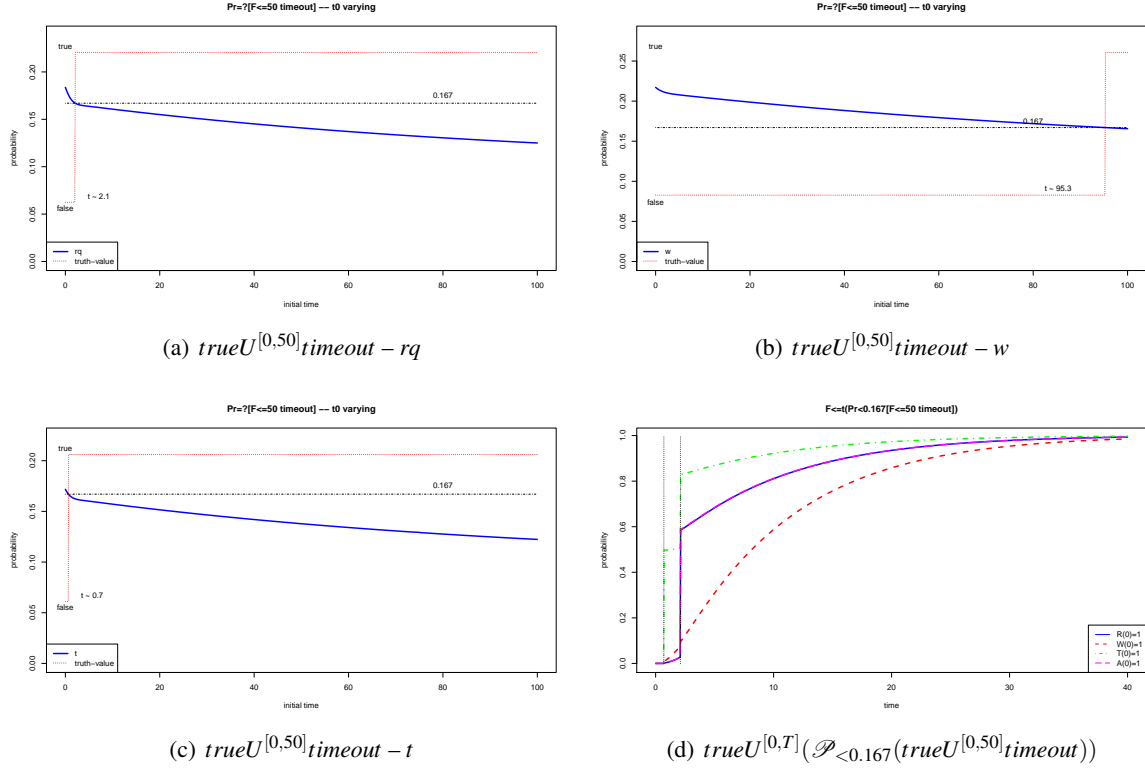 Pr=?[F<=50 timeout] −− t0 varying
probability
0.00 0.05 0.10 0.15 0.20
true
0.167
t ~ 2.1
false
rq
truth−value
0 20 40 60 80 100
initial time
(a) trueU^[0,50]timeout – rq
Pr=?[F<=50 timeout] −− t0 varying
probability
0.00 0.05 0.10 0.15 0.20 0.25
true
0.167
t ~ 95.3
false
w
truth−value
0 20 40 60 80 100
initial time
(b) trueU^[0,50]timeout – w
Pr=?[F<=50 timeout] −− t0 varying
probability
0.00 0.05 0.10 0.15 0.20
true
0.167
t ~ 0.7
false
t
truth−value
0 20 40 60 80 100
initial time
(c) trueU^[0,50]timeout – t
F<=t(Pr<0.167[F<=50 timeout])
probability
0.0 0.2 0.4 0.6 0.8 1.0
R(0)=1
W(0)=1
T(0)=1
A(0)=1
0 10 20 30 40
time
(d) trueU^[0,T](𝒫_<0.167(trueU^[0,50]timeout))